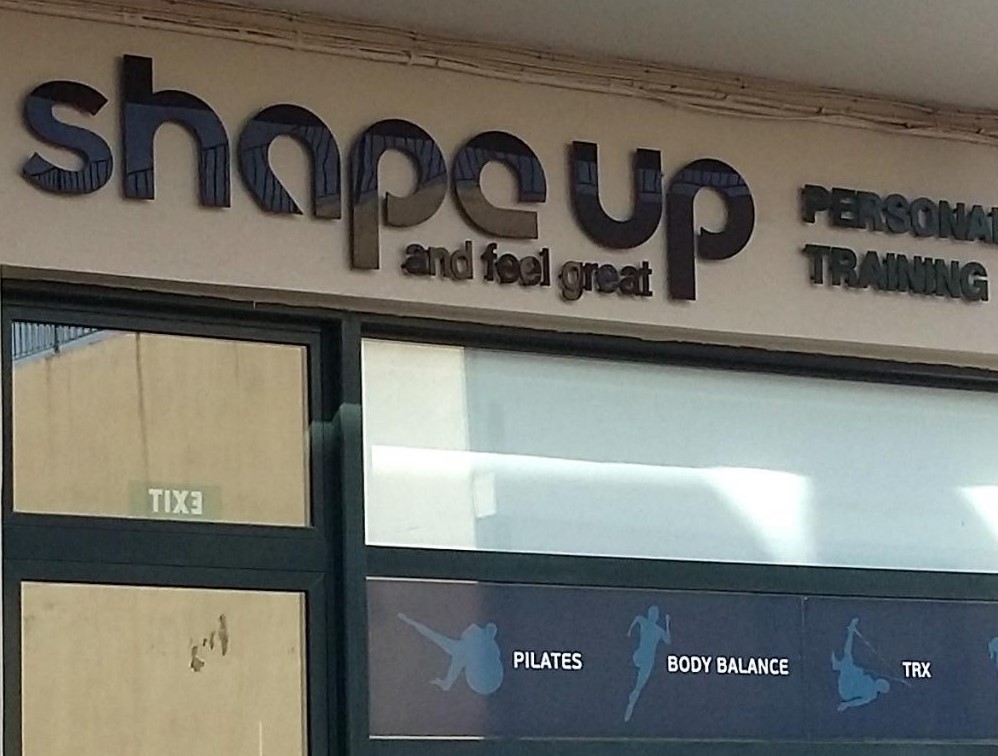 shape up
and feel great
PERSONAL
TRAINING
EXIT
PILATES
BODY BALANCE
TRX